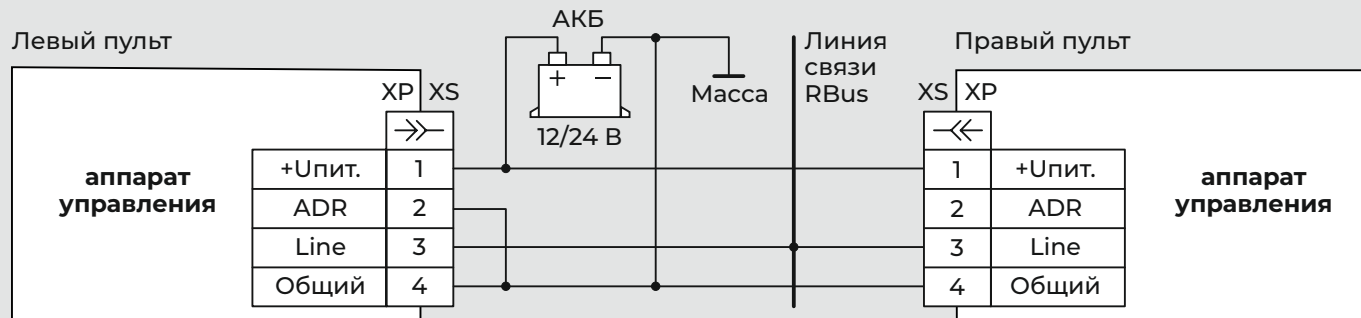 АКБ
Левый пульт
Линия
связи
RBus
Правый пульт
+ −
Масса
12/24 В
XP XS
XS XP
аппарат
управления
+Uпит. 1
ADR 2
Line 3
Общий 4
1 +Uпит.
2 ADR
3 Line
4 Общий
аппарат
управления